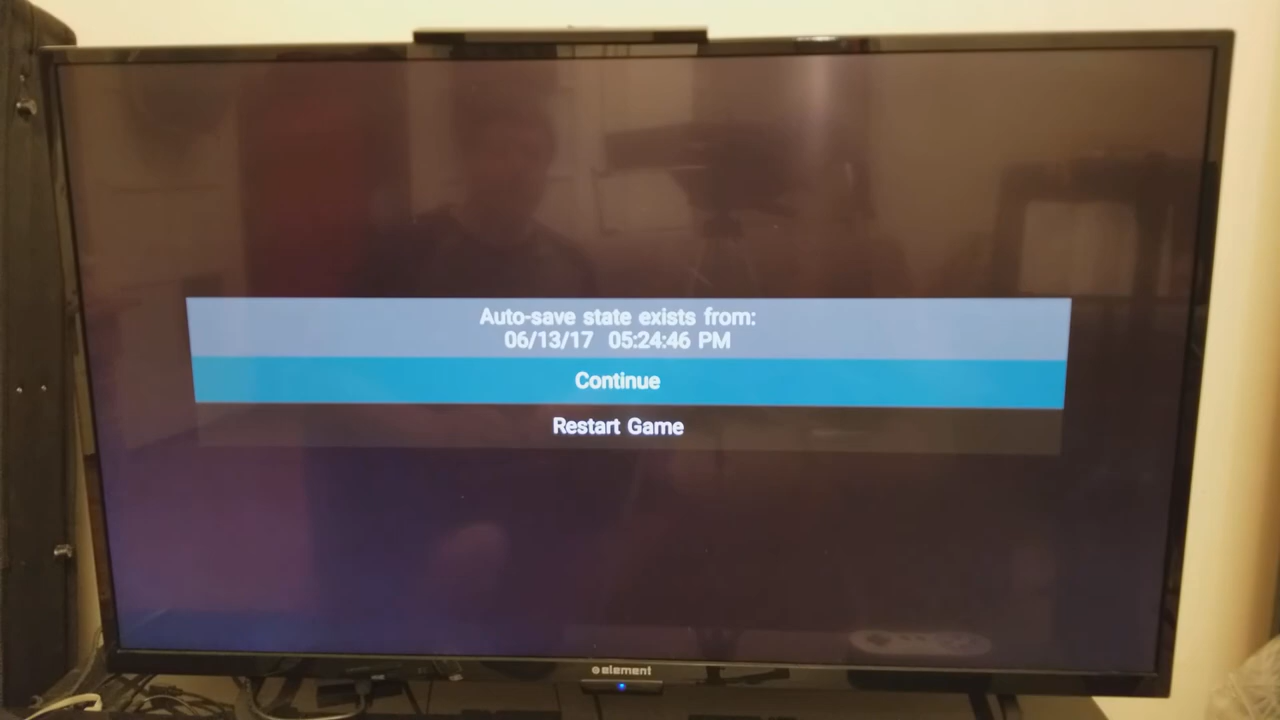 Auto-save state exists from:
06/13/17 05:24:46 PM
Continue
Restart Game
element